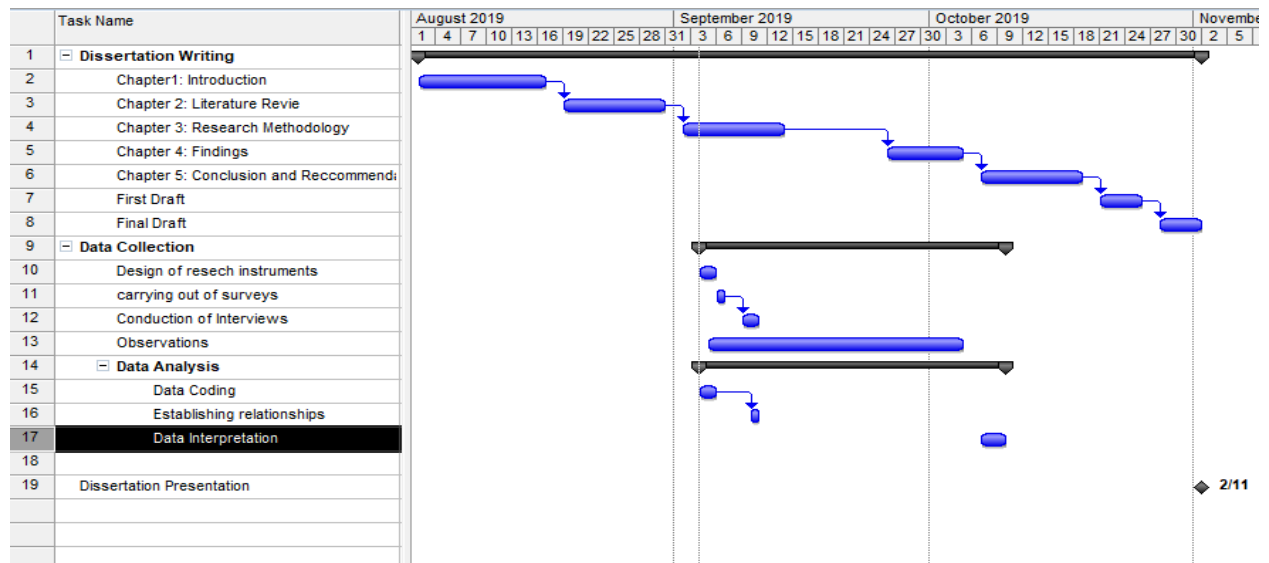 Task Name
August 2019 September 2019 October 2019 Novembe
1 4 7 10 13 16 19 22 25 28 31 3 6 9 12 15 18 21 24 27 30 3 6 9 12 15 18 21 24 27 30 2 5
1 Dissertation Writing
2 Chapter1: Introduction
3 Chapter 2: Literature Revie
4 Chapter 3: Research Methodology
5 Chapter 4: Findings
6 Chapter 5: Conclusion and Reccommenda
7 First Draft
8 Final Draft
9 Data Collection
10 Design of resech instruments
11 carrying out of surveys
12 Conduction of Interviews
13 Observations
14 Data Analysis
15 Data Coding
16 Establishing relationships
17 Data Interpretation
18
19 Dissertation Presentation 2/11